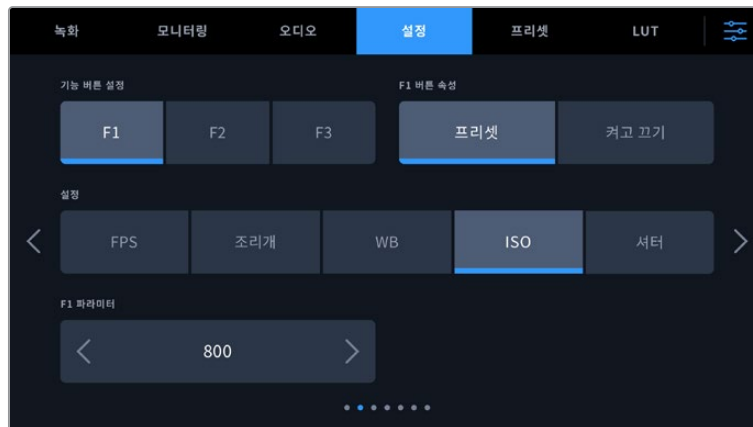 녹화 모니터링 오디오 설정 프리셋 LUT
기능 버튼 설정 F1 버튼 속성
F1 F2 F3 프리셋 켜고 끄기
설정
FPS 조리개 WB ISO 셔터
F1 파라미터
800